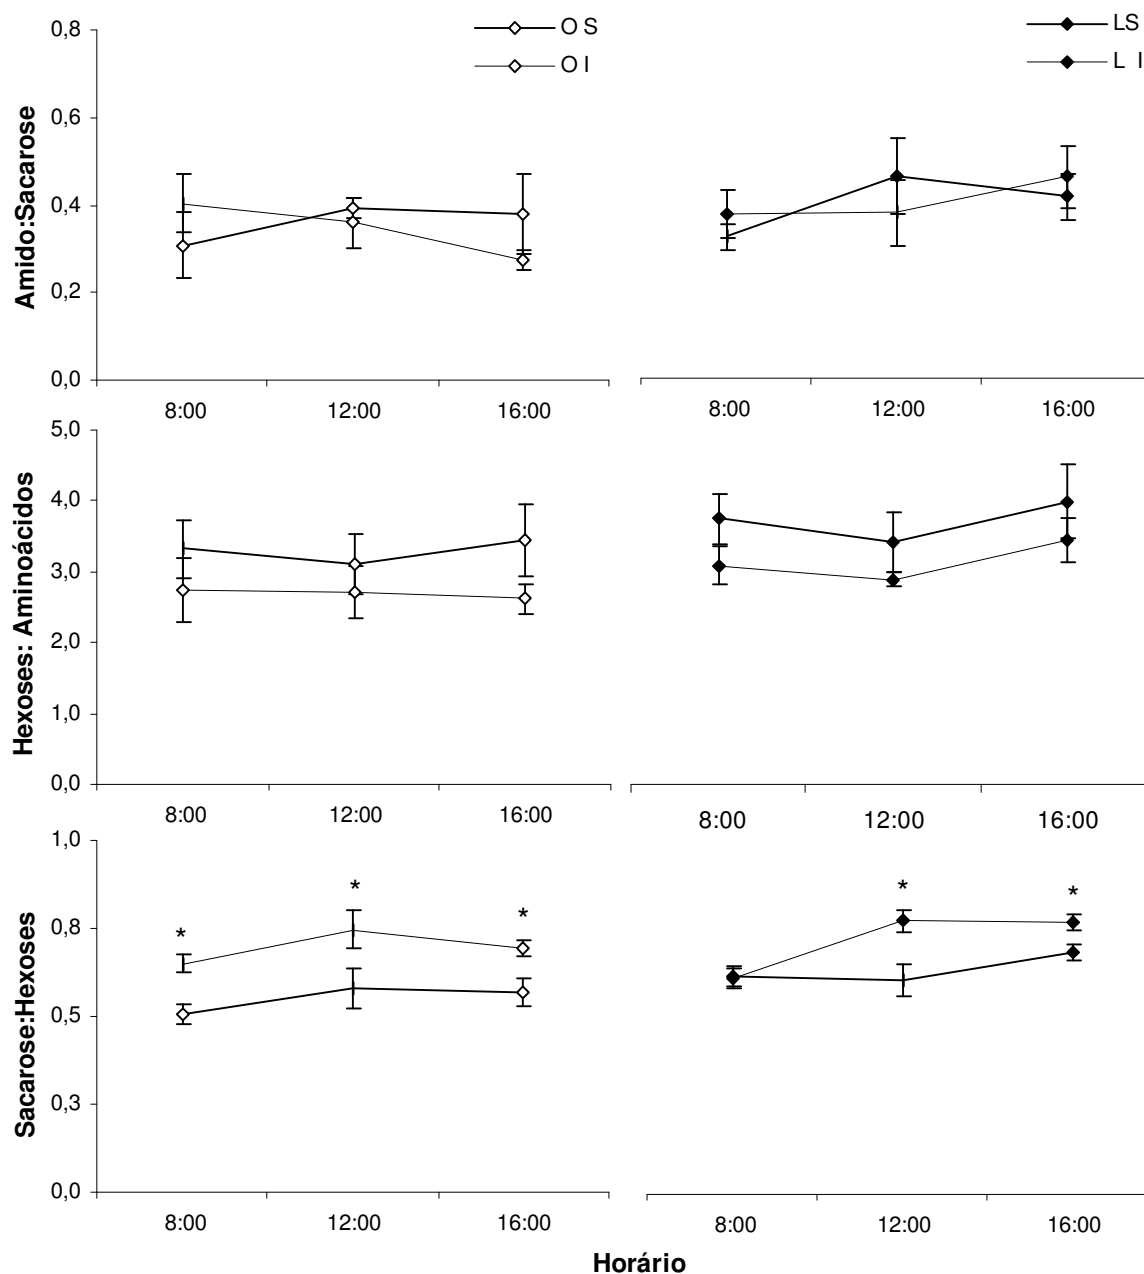 O S
O I
LS
L I
Amido:Sacarose
0,8
0,6
0,4
0,2
0,0
8:00 12:00 16:00
8:00 12:00 16:00
Hexoses: Aminoácidos
5,0
4,0
3,0
2,0
1,0
0,0
8:00 12:00 16:00
8:00 12:00 16:00
Sacarose:Hexoses
1,0
0,8
0,5
0,3
0,0
* * *
* *
8:00 12:00 16:00
8:00 12:00 16:00
Horário